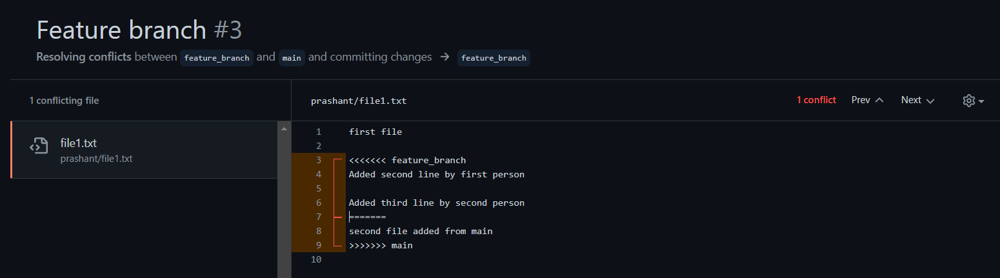 Feature branch #3
Resolving conflicts between feature_branch and main and committing changes → feature_branch
1 conflicting file
prashant/file1.txt
1 conflict Prev Next
file1.txt
prashant/file1.txt
1 first file
2
3 <<<<<<< feature_branch
4 Added second line by first person
5
6 Added third line by second person
7 =======
8 second file added from main
9 >>>>>>> main
10